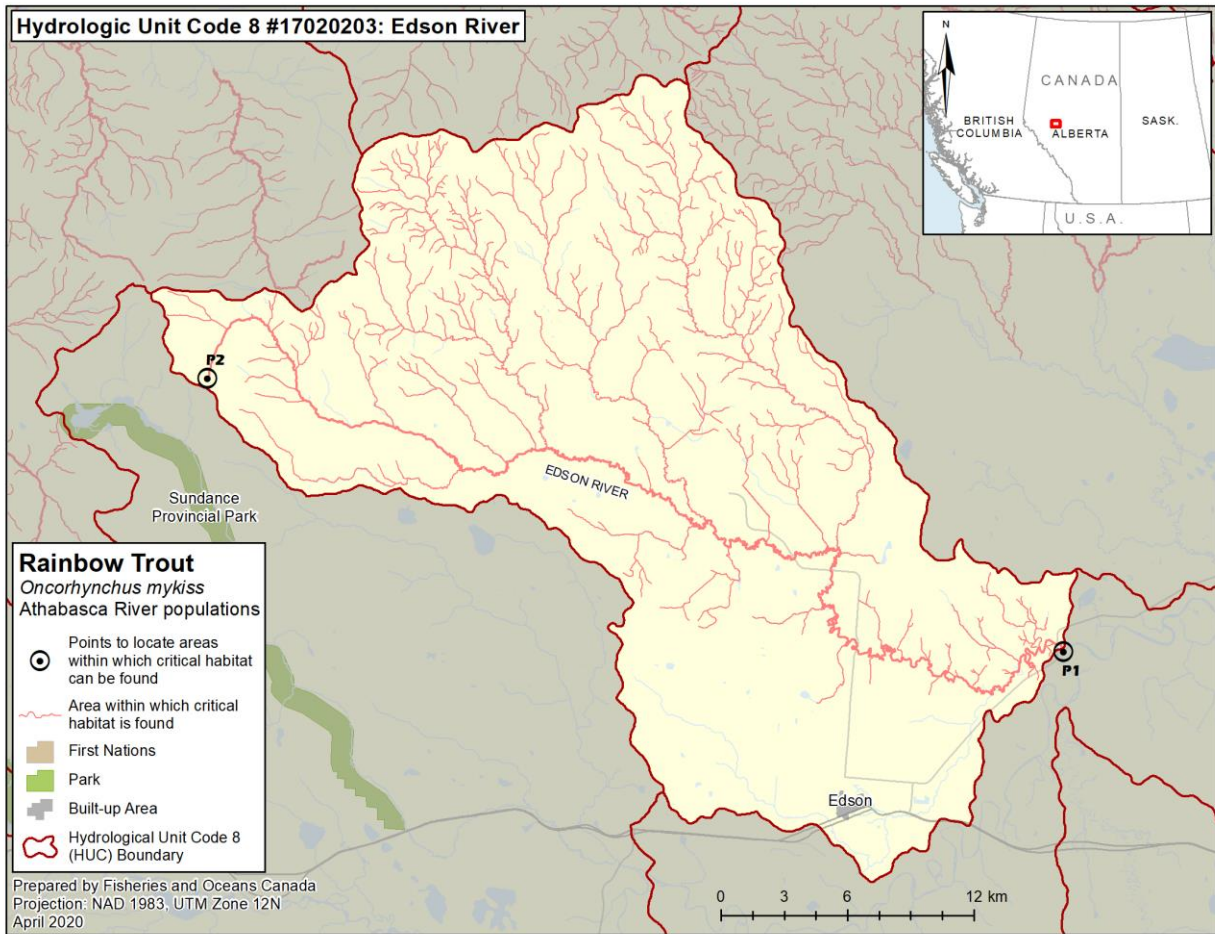 Hydrologic Unit Code 8 #17020203: Edson River
N
CANADA
BRITISH
COLUMBIA
ALBERTA
SASK.
U.S.A.
P2
EDSON RIVER
Sundance
Provincial Park
P1
Edson
Rainbow Trout
Oncorhynchus mykiss
Athabasca River populations
Points to locate areas
within which critical habitat
can be found
Area within which critical
habitat is found
First Nations
Park
Built-up Area
Hydrological Unit Code 8
(HUC) Boundary
Prepared by Fisheries and Oceans Canada
Projection: NAD 1983, UTM Zone 12N
April 2020
0 3 6 12 km